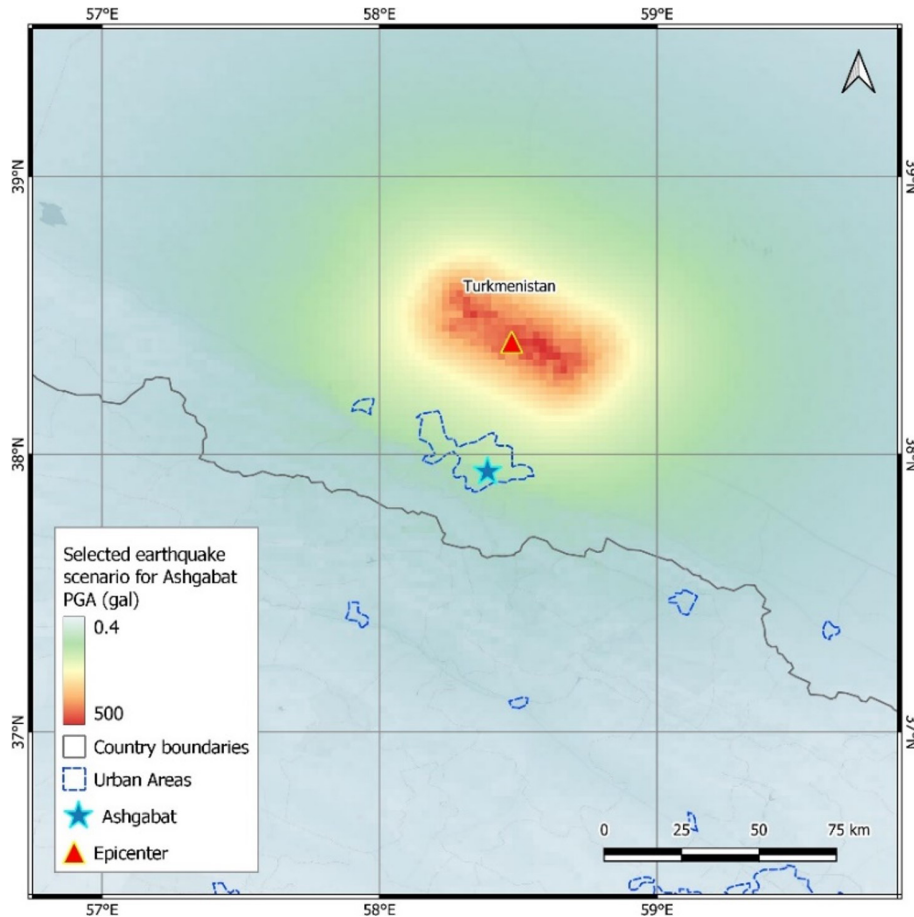 57°E 58°E 59°E
39°N 39°N
Turkmenistan
38°N 38°N
Selected earthquake
scenario for Ashgabat
PGA (gal)
0.4
500
37°N 37°N
Country boundaries
Urban Areas
Ashgabat
Epicenter
0 25 50 75 km
57°E 58°E 59°E